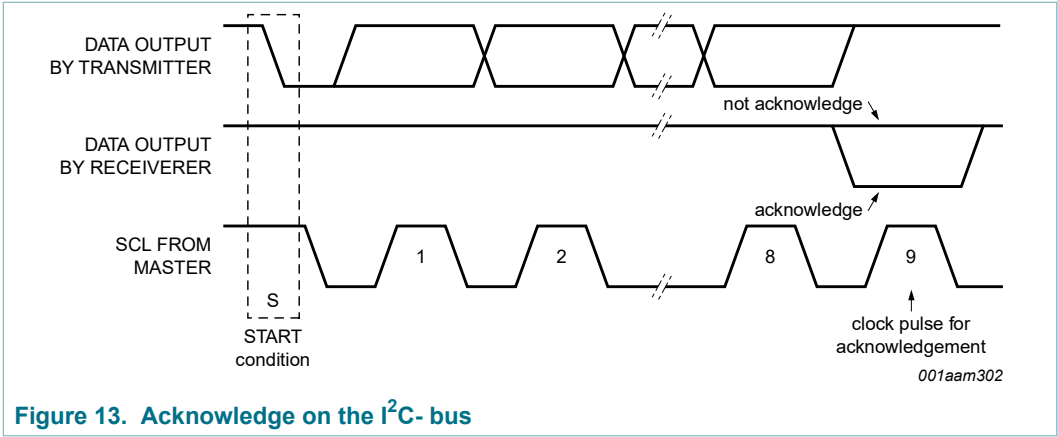 DATA OUTPUT
BY TRANSMITTER
not acknowledge
DATA OUTPUT
BY RECEIVERER
acknowledge
SCL FROM
MASTER
1
2
8
9
S
START
condition
clock pulse for
acknowledgement
001aam302
Figure 13. Acknowledge on the I²C- bus